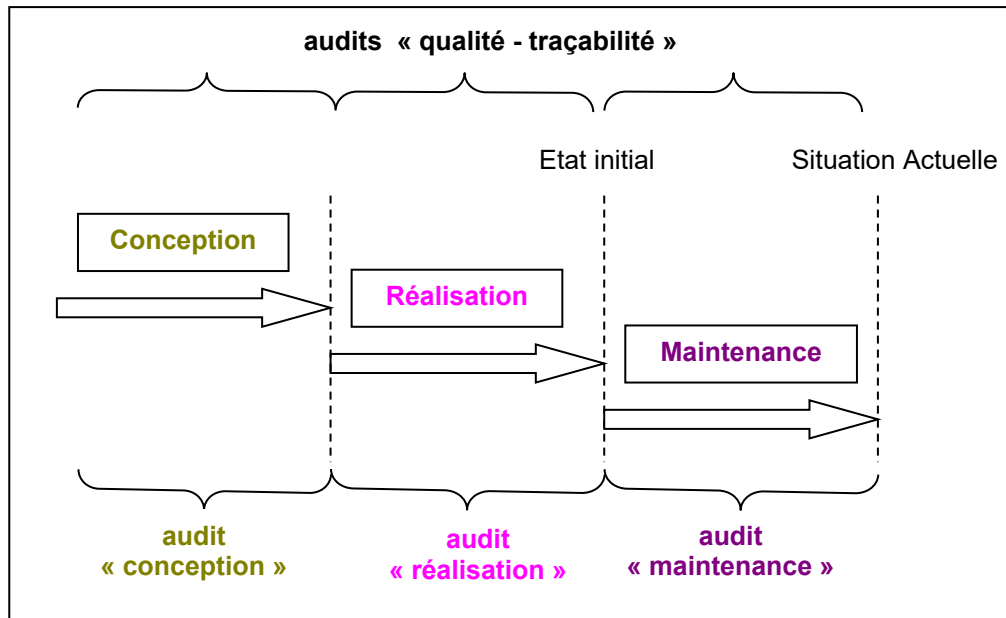 audits « qualité - traçabilité »
Etat initial
Situation Actuelle
Conception
Réalisation
Maintenance
audit
« conception »
audit
« réalisation »
audit
« maintenance »